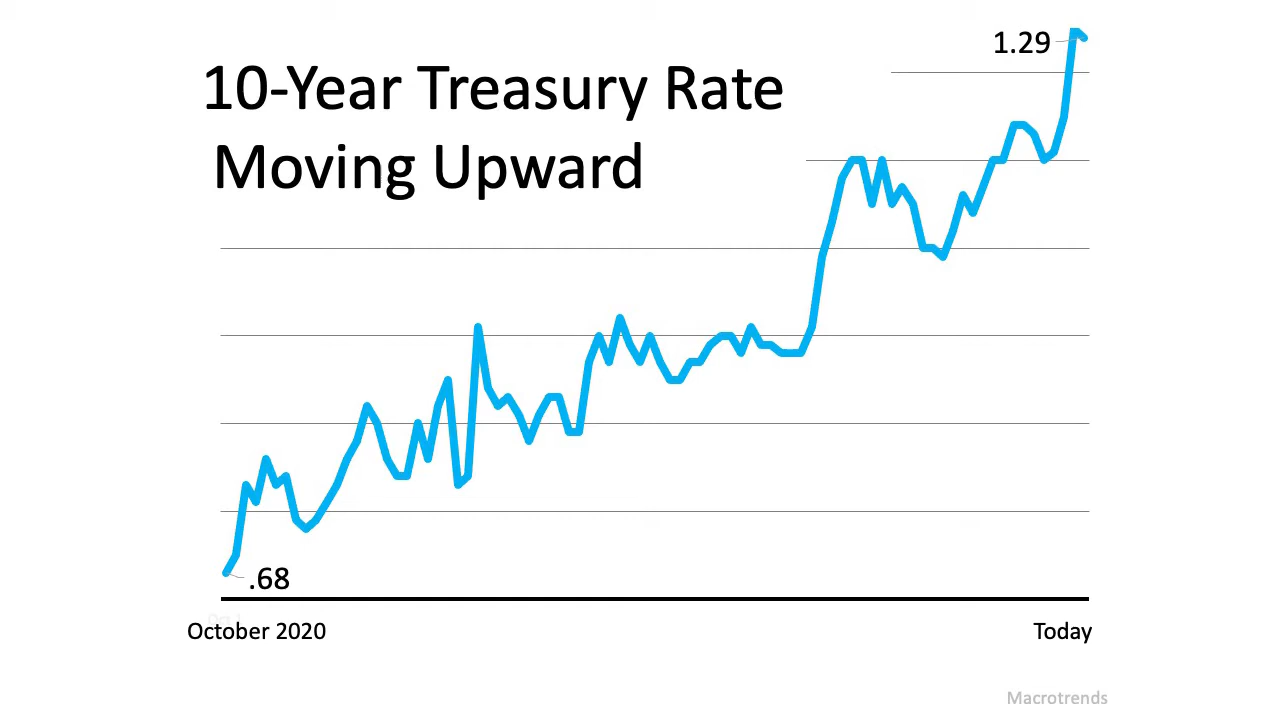 10-Year Treasury Rate
Moving Upward
1.29
.68
October 2020
Today
Macrotrends